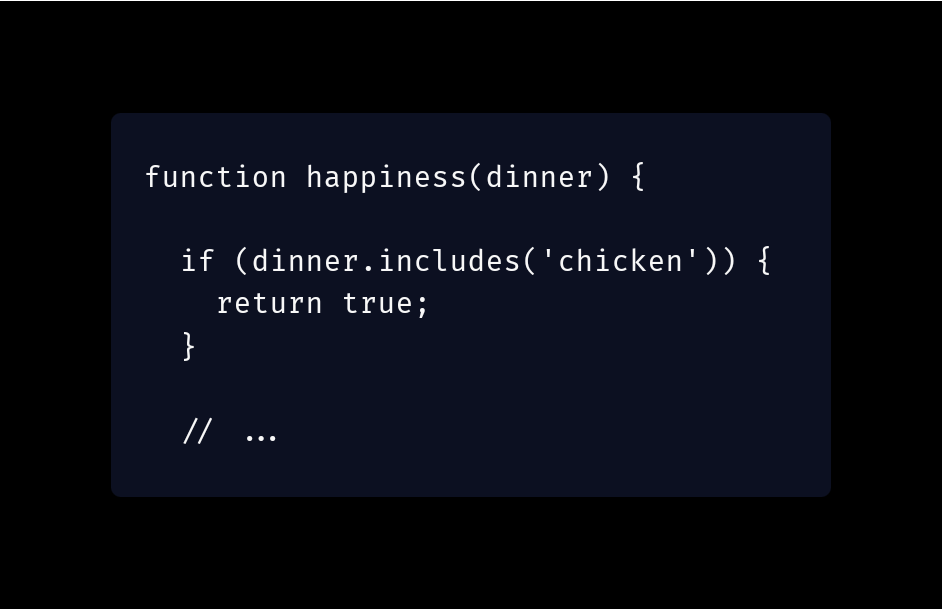 function happiness(dinner) {
if (dinner.includes('chicken')) {
return true;
}
// ...